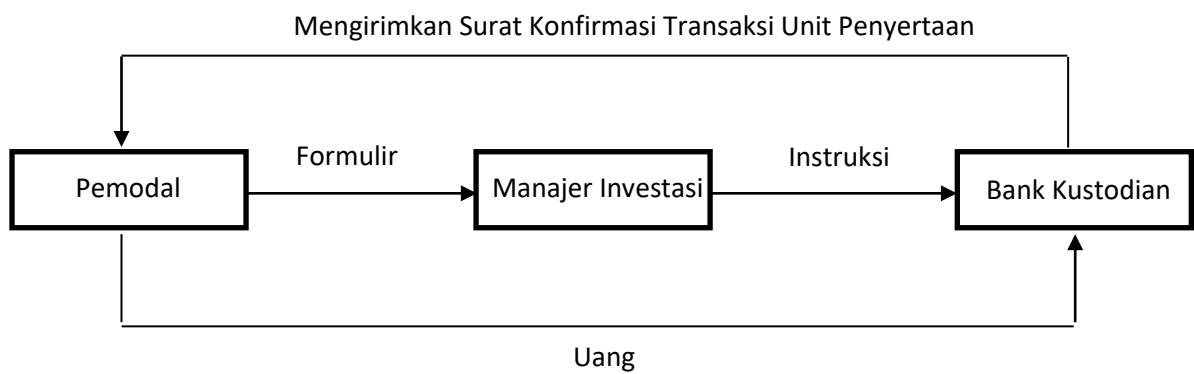 Mengirimkan Surat Konfirmasi Transaksi Unit Penyertaan
Formulir
Instruksi
Pemodal
Manajer Investasi
Bank Kustodian
Uang